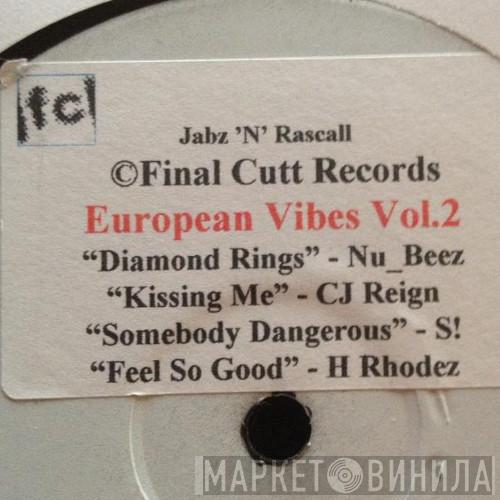 fc
Jabz 'N' Rascall
©Final Cutt Records
European Vibes Vol.2
“Diamond Rings” - Nu_Beez
“Kissing Me” - CJ Reign
“Somebody Dangerous” - S!
“Feel So Good” - H Rhodez
МАРКЕТ ВИНИЛА